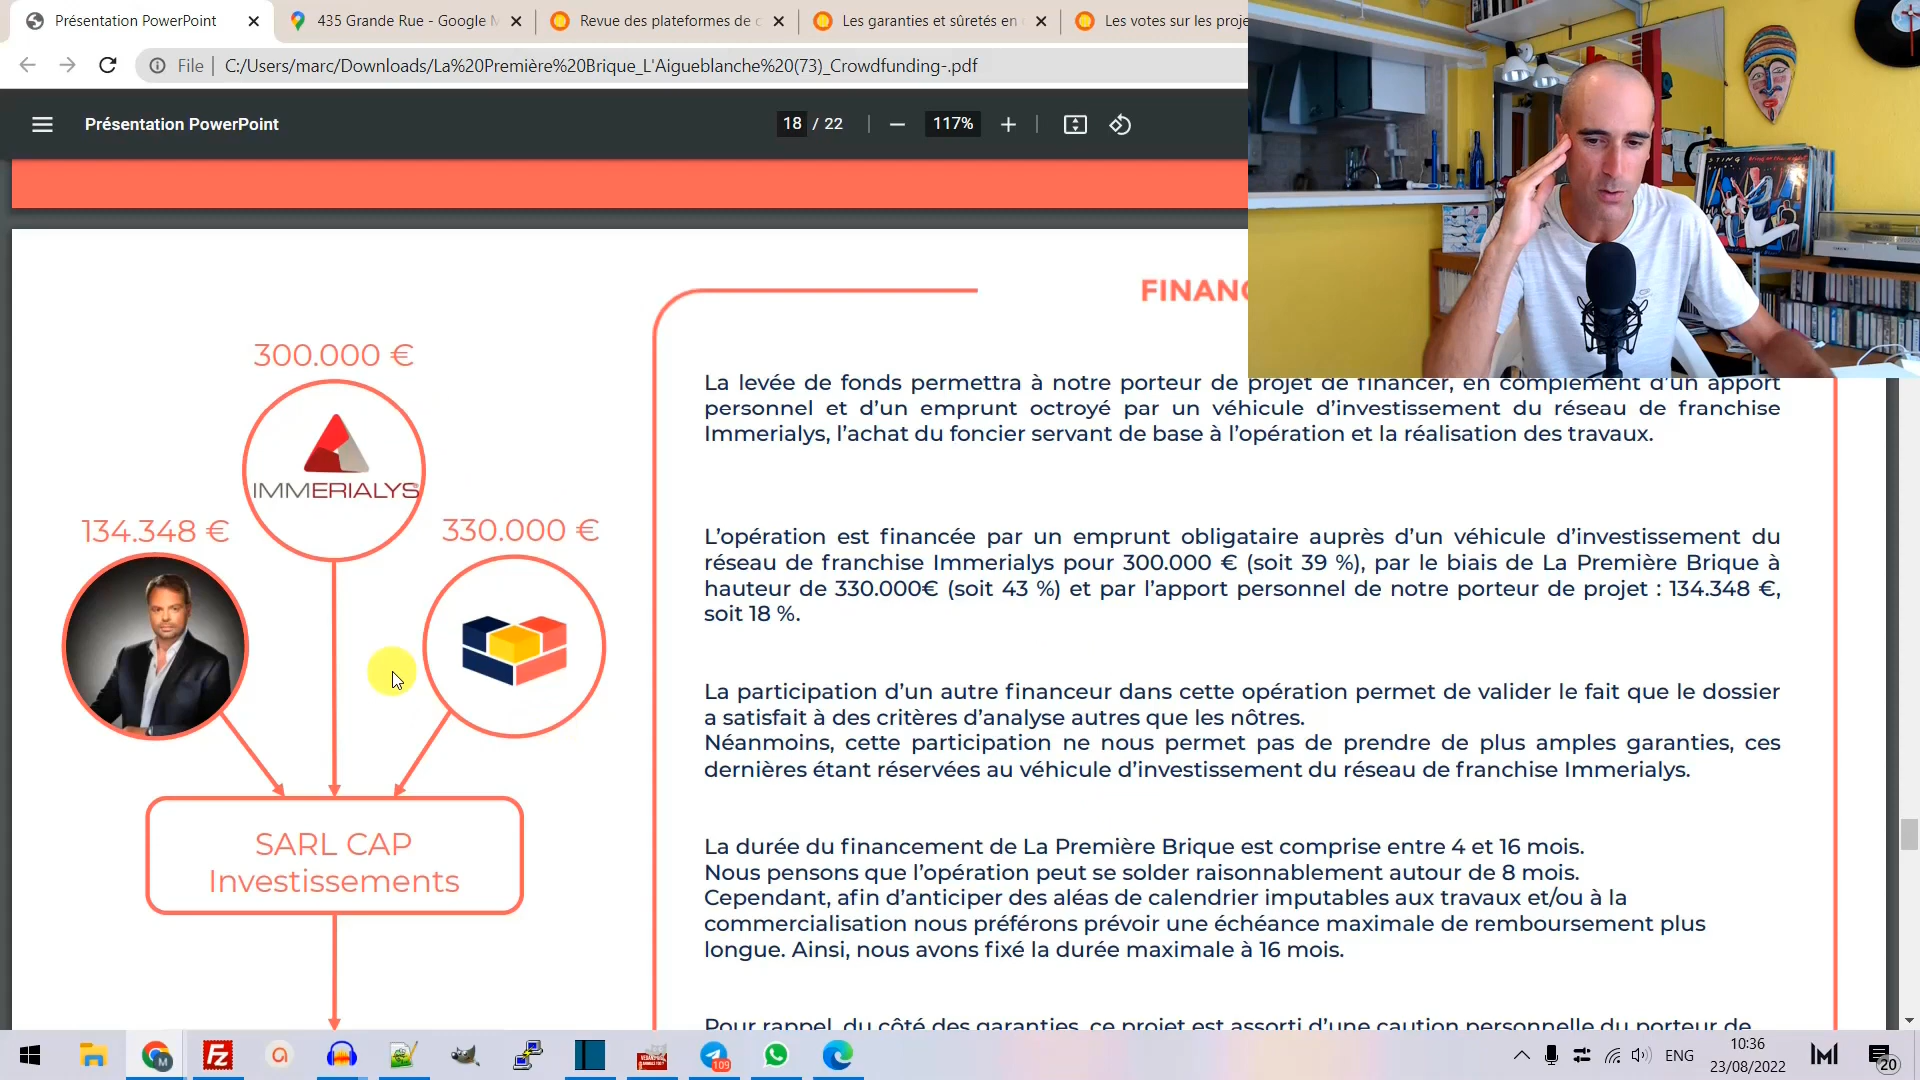 Présentation PowerPoint
435 Grande Rue - Google M
Revue des plateformes de c
Les garanties et sûretés en
Les votes sur les proje
File
C:/Users/marc/Downloads/La%20Première%20Brique_L'Aigueblanche%20(73)_Crowdfunding-.pdf
Présentation PowerPoint
18 / 22
117%
STING
FINANC
300.000 €
IMMERIALYS
134.348 €
330.000 €
SARL CAP
Investissements
La levée de fonds permettra à notre porteur de projet de financer, en complément d'un apport
personnel et d'un emprunt octroyé par un véhicule d'investissement du réseau de franchise
Immerialys, l'achat du foncier servant de base à l'opération et la réalisation des travaux.
L'opération est financée par un emprunt obligataire auprès d'un véhicule d'investissement du
réseau de franchise Immerialys pour 300.000 € (soit 39 %), par le biais de La Première Brique à
hauteur de 330.000€ (soit 43 %) et par l'apport personnel de notre porteur de projet : 134.348 €,
soit 18 %.
La participation d'un autre financeur dans cette opération permet de valider le fait que le dossier
a satisfait à des critères d'analyse autres que les nôtres.
Néanmoins, cette participation ne nous permet pas de prendre de plus amples garanties, ces
dernières étant réservées au véhicule d'investissement du réseau de franchise Immerialys.
La durée du financement de La Première Brique est comprise entre 4 et 16 mois.
Nous pensons que l'opération peut se solder raisonnablement autour de 8 mois.
Cependant, afin d'anticiper des aléas de calendrier imputables aux travaux et/ou à la
commercialisation nous préférons prévoir une échéance maximale de remboursement plus
longue. Ainsi, nous avons fixé la durée maximale à 16 mois.
Pour rappel, du côté des garanties, ce projet est assorti d'une caution personnelle du porteur de
M
Fz
109
ENG
10:36
23/08/2022
20